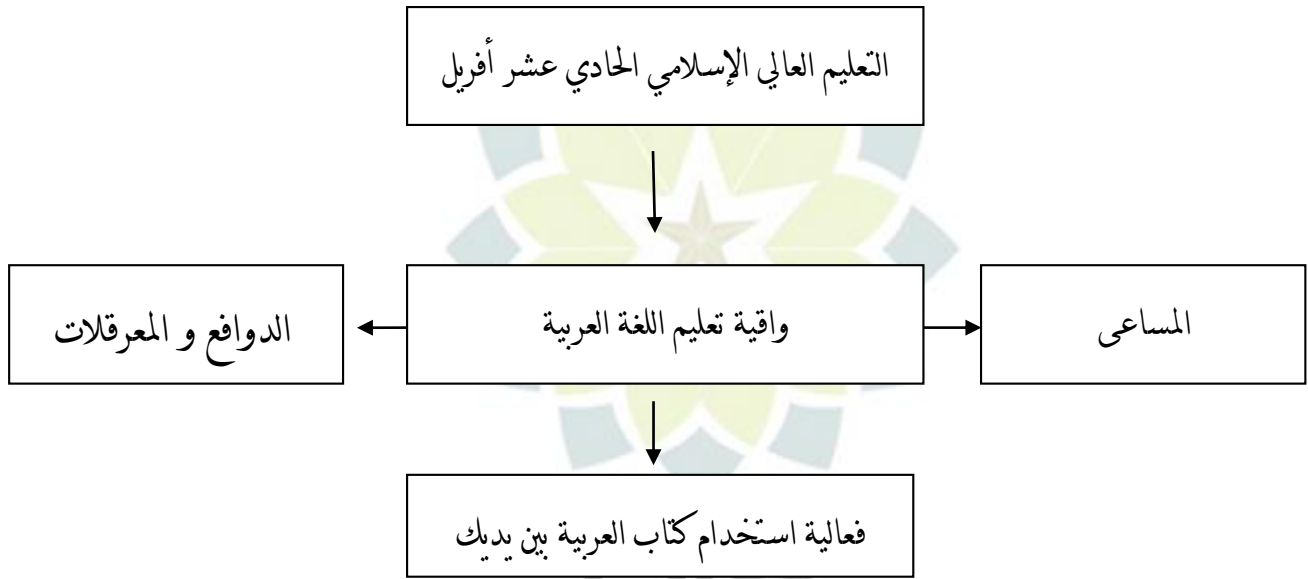 التعليم العالي الإسلامي الحادي عشر أفريل
المساعى
واقية تعليم اللغة العربية
الدوافع و المعرقلات
فعالية استخدام كتاب العربية بين يديك